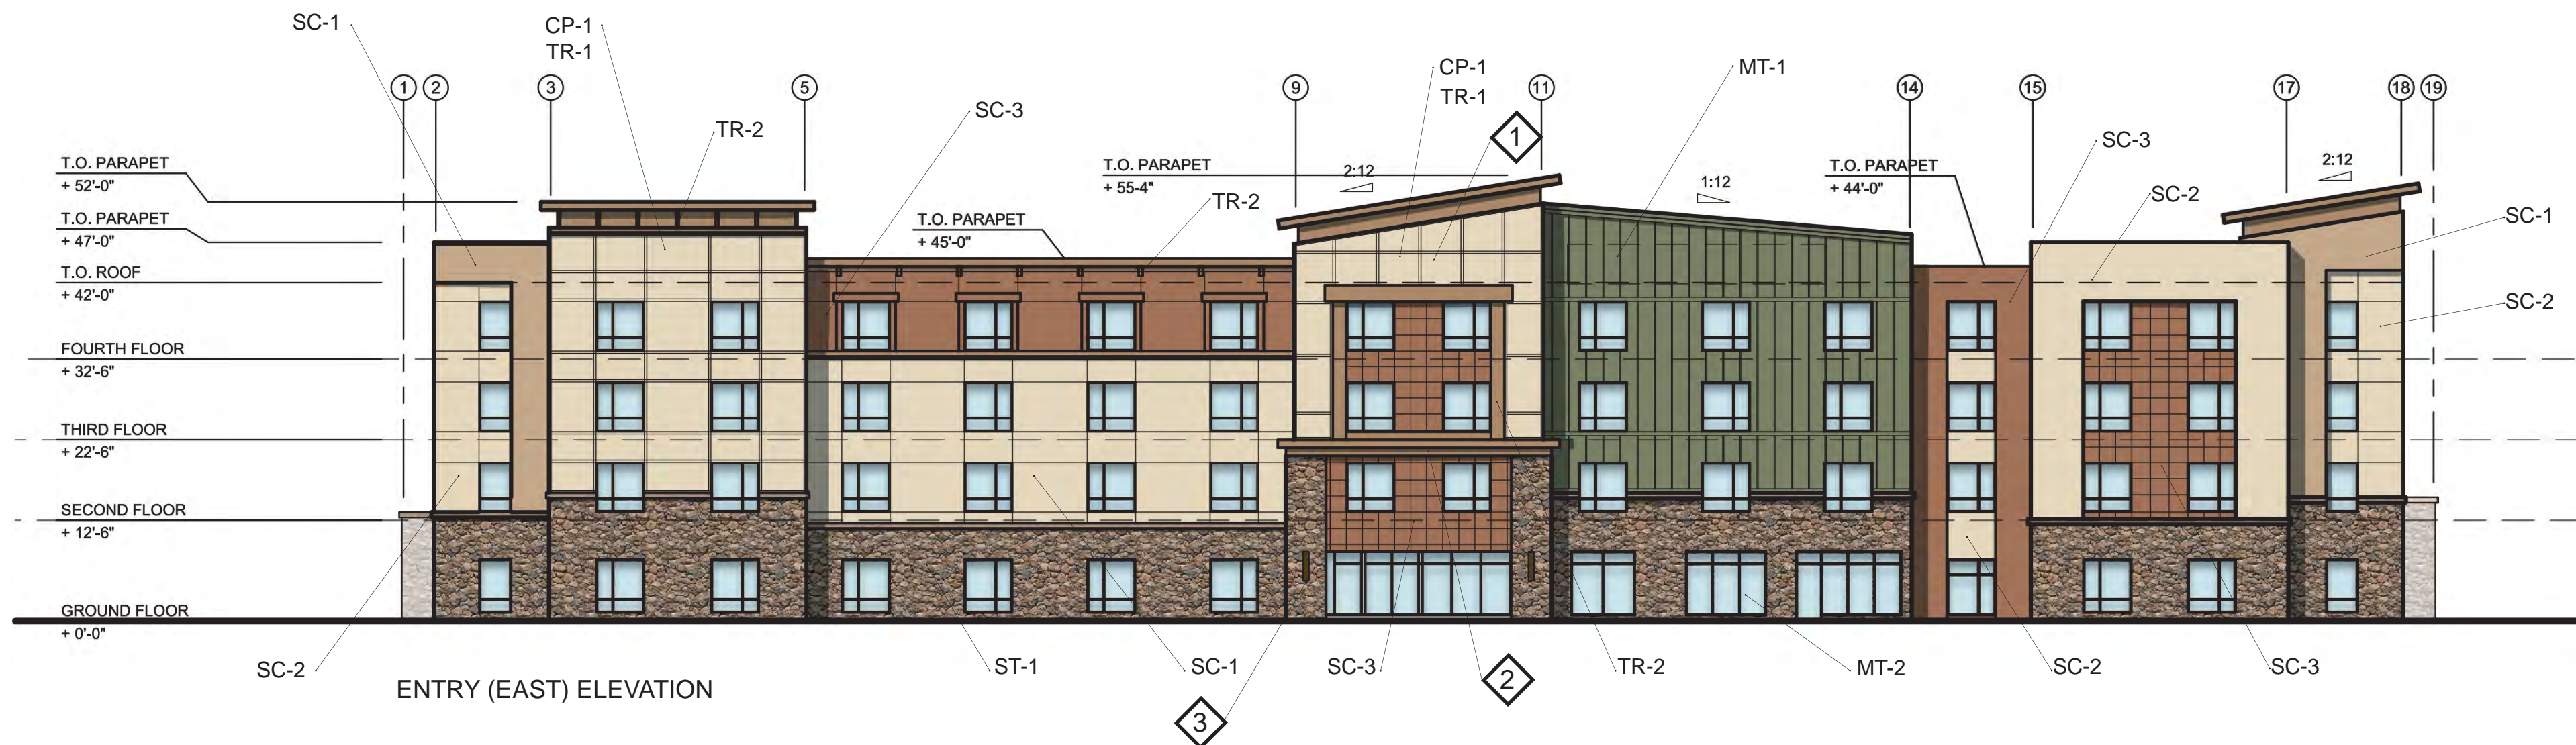 SC-1
CP-1
TR-1
CP-1
TR-1
MT-1
1 2 3 5 9 11 14 15 17 18 19
SC-3
TR-2
1
SC-3
T.O. PARAPET
+ 52'-0"
T.O. PARAPET
+ 55-4"
2:12
1:12
T.O. PARAPET
+ 44'-0"
2:12
SC-2
TR-2
T.O. PARAPET
+ 47'-0"
T.O. PARAPET
+ 45'-0"
SC-1
T.O. ROOF
+ 42'-0"
SC-2
FOURTH FLOOR
+ 32'-6"
THIRD FLOOR
+ 22'-6"
SECOND FLOOR
+ 12'-6"
GROUND FLOOR
+ 0'-0"
SC-2
ST-1
SC-1
SC-3
TR-2
MT-2
SC-2
SC-3
ENTRY (EAST) ELEVATION
2
3